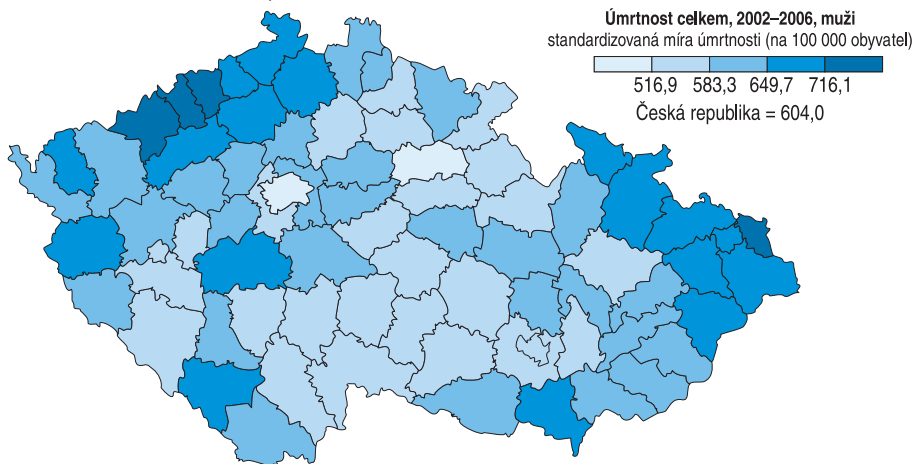 Úmrtnost celkem, 2002–2006, muži
standardizovaná míra úmrtnosti (na 100 000 obyvatel)
516,9 583,3 649,7 716,1
Česká republika = 604,0